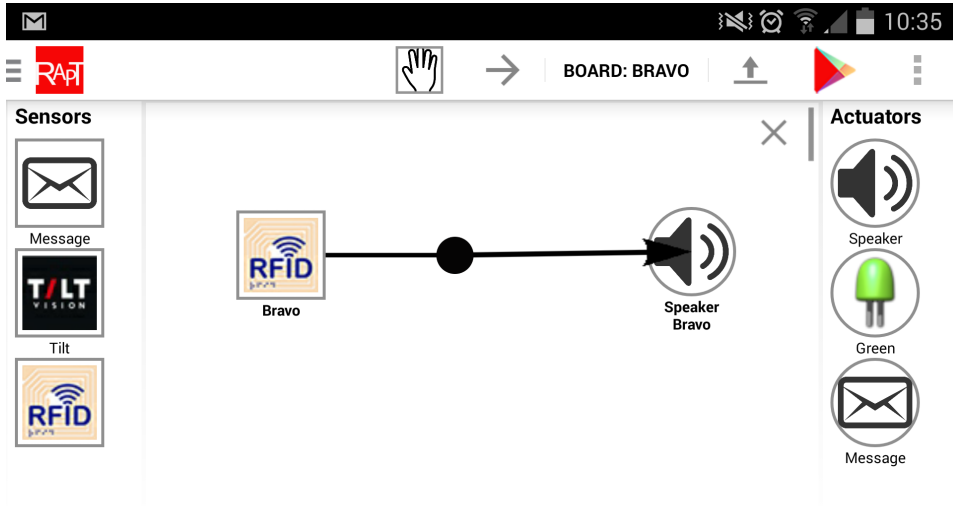 10:35
RApT
BOARD: BRAVO
Sensors
Message
TILT
VISION
Tilt
RFID
RFID
Bravo
Speaker
Bravo
Actuators
Speaker
Green
Message